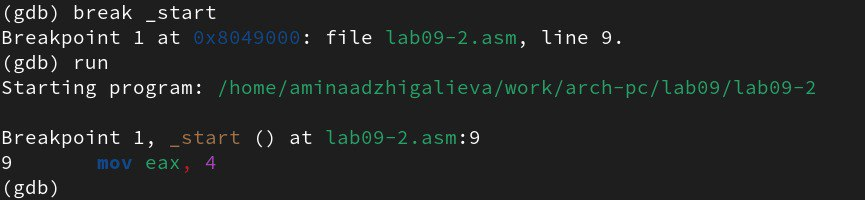 (gdb) break _start
Breakpoint 1 at 0x8049000: file lab09-2.asm, line 9.
(gdb) run
Starting program: /home/aminaadzhigalieva/work/arch-pc/lab09/lab09-2

Breakpoint 1, _start () at lab09-2.asm:9
9       mov eax, 4
(gdb)